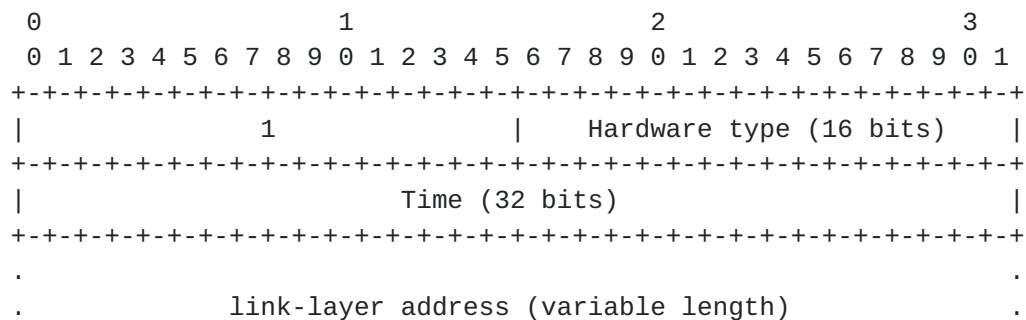 0                   1                   2                   3
 0 1 2 3 4 5 6 7 8 9 0 1 2 3 4 5 6 7 8 9 0 1 2 3 4 5 6 7 8 9 0 1
+-+-+-+-+-+-+-+-+-+-+-+-+-+-+-+-+-+-+-+-+-+-+-+-+-+-+-+-+-+-+-+-+
|               1               |    Hardware type (16 bits)    |
+-+-+-+-+-+-+-+-+-+-+-+-+-+-+-+-+-+-+-+-+-+-+-+-+-+-+-+-+-+-+-+-+
|                        Time (32 bits)                         |
+-+-+-+-+-+-+-+-+-+-+-+-+-+-+-+-+-+-+-+-+-+-+-+-+-+-+-+-+-+-+-+-+
.                                                               .
.             link-layer address (variable length)              .